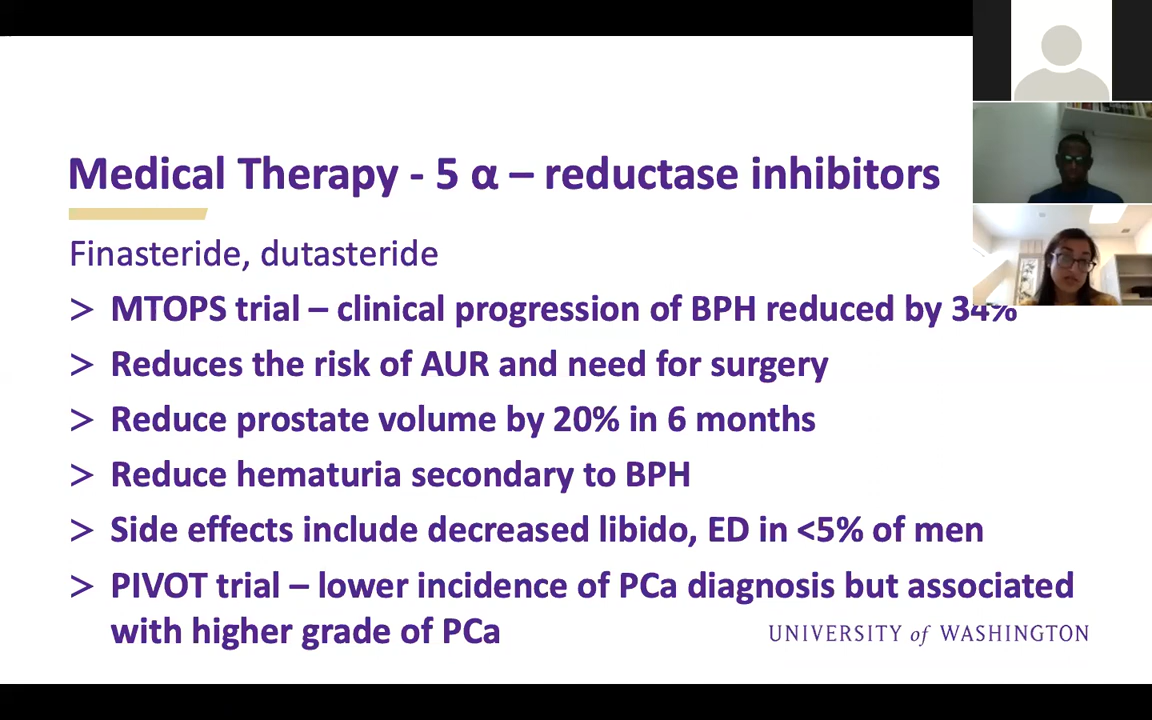 Medical Therapy - 5 α – reductase inhibitors
Finasteride, dutasteride
> MTOPS trial – clinical progression of BPH reduced by 34%
> Reduces the risk of AUR and need for surgery
> Reduce prostate volume by 20% in 6 months
> Reduce hematuria secondary to BPH
> Side effects include decreased libido, ED in <5% of men
> PIVOT trial – lower incidence of PCa diagnosis but associated
with higher grade of PCa
UNIVERSITY of WASHINGTON